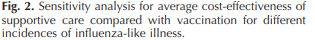 Fig. 2. Sensitivity analysis for average cost-effectiveness of
supportive care compared with vaccination for different
incidences of influenza-like illness.